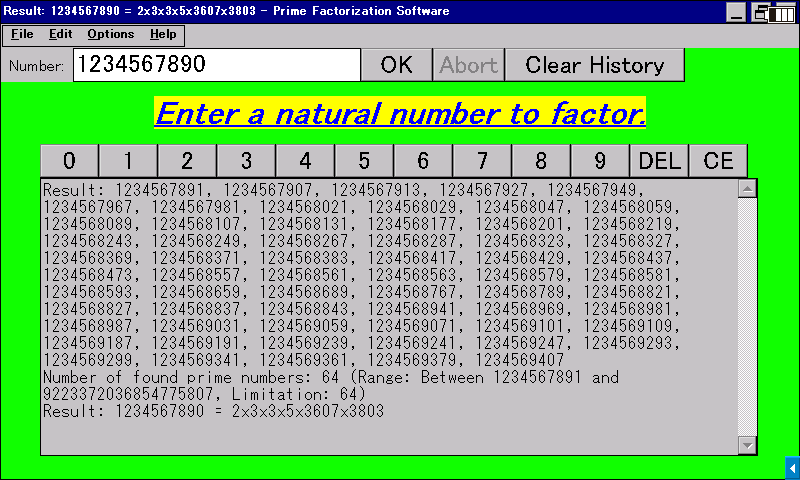 Result: 1234567890 = 2x3x3x5x3607x3803 - Prime Factorization Software
File Edit Options Help
Number: 1234567890 OK Abort Clear History
Enter a natural number to factor.
0 1 2 3 4 5 6 7 8 9 DEL CE
Result: 1234567891, 1234567907, 1234567913, 1234567927, 1234567949,
1234567967, 1234567981, 1234568021, 1234568029, 1234568047, 1234568059,
1234568089, 1234568107, 1234568131, 1234568177, 1234568201, 1234568219,
1234568243, 1234568249, 1234568267, 1234568287, 1234568323, 1234568327,
1234568369, 1234568371, 1234568383, 1234568417, 1234568429, 1234568437,
1234568473, 1234568557, 1234568561, 1234568563, 1234568579, 1234568581,
1234568593, 1234568659, 1234568689, 1234568767, 1234568789, 1234568821,
1234568827, 1234568837, 1234568843, 1234568941, 1234568969, 1234568981,
1234568987, 1234569031, 1234569059, 1234569071, 1234569101, 1234569109,
1234569187, 1234569191, 1234569239, 1234569241, 1234569247, 1234569293,
1234569299, 1234569341, 1234569361, 1234569379, 1234569407
Number of found prime numbers: 64 (Range: Between 1234567891 and
9223372036854775807, Limitation: 64)
Result: 1234567890 = 2x3x3x5x3607x3803